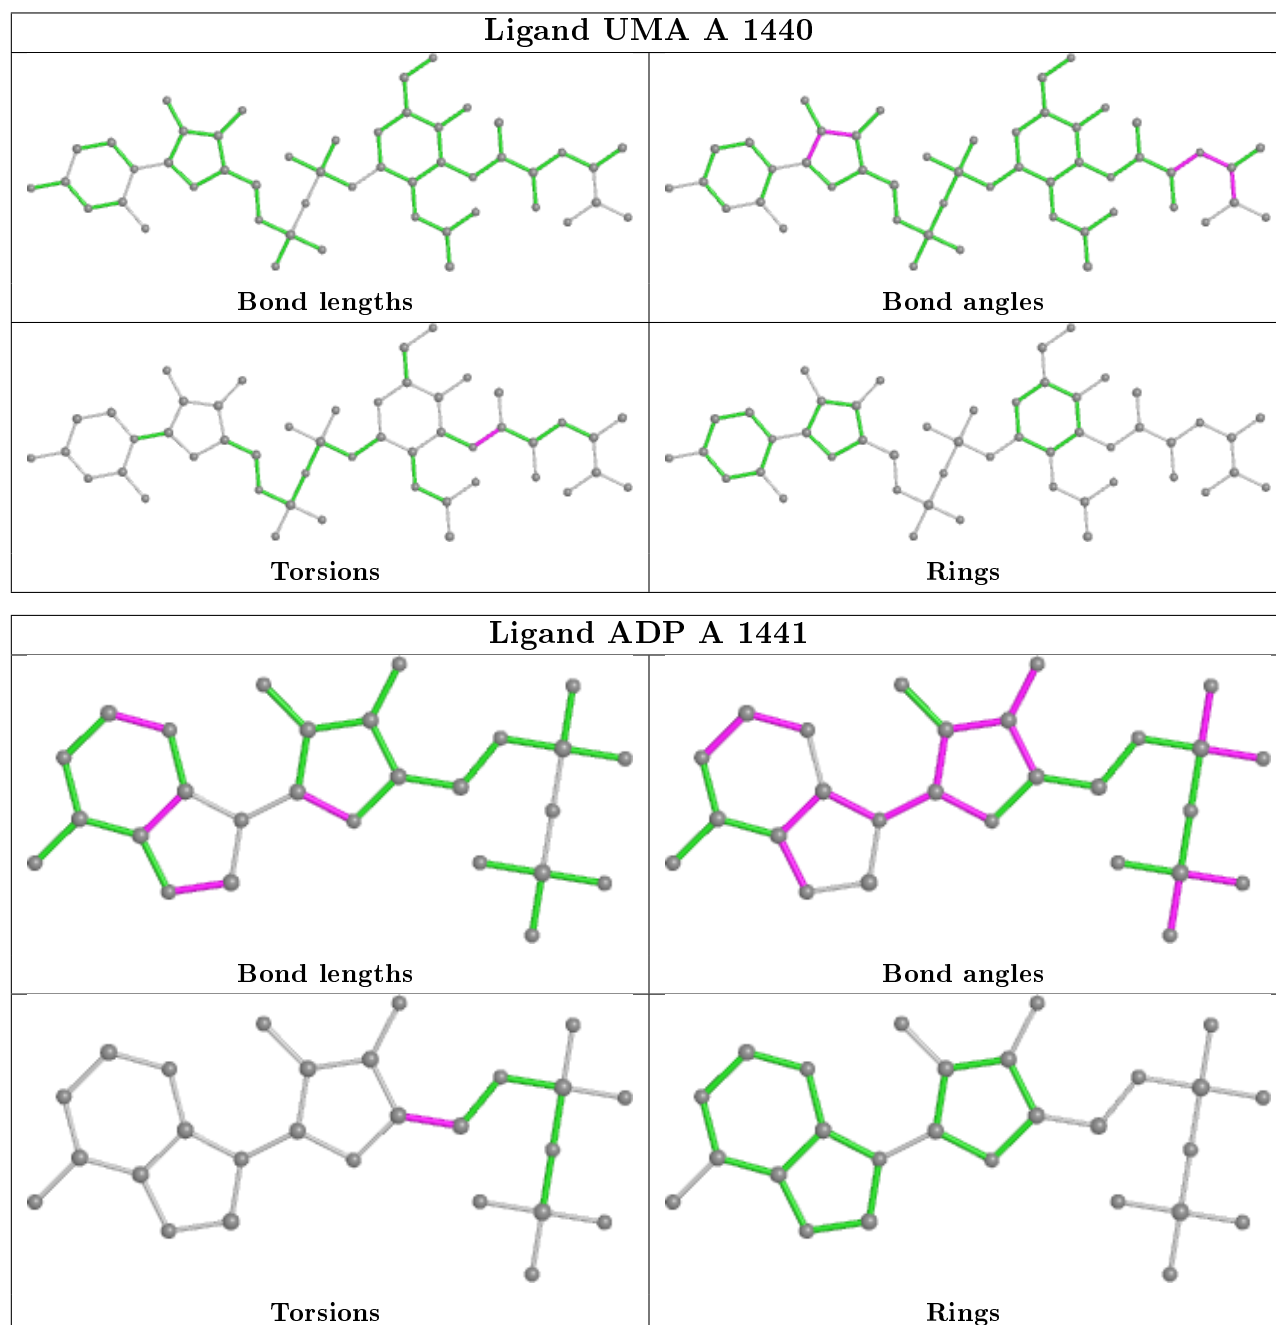 Ligand UMA A 1440
Bond lengths
Bond angles
Torsions
Rings
Ligand ADP A 1441
Bond lengths
Bond angles
Torsions
Rings